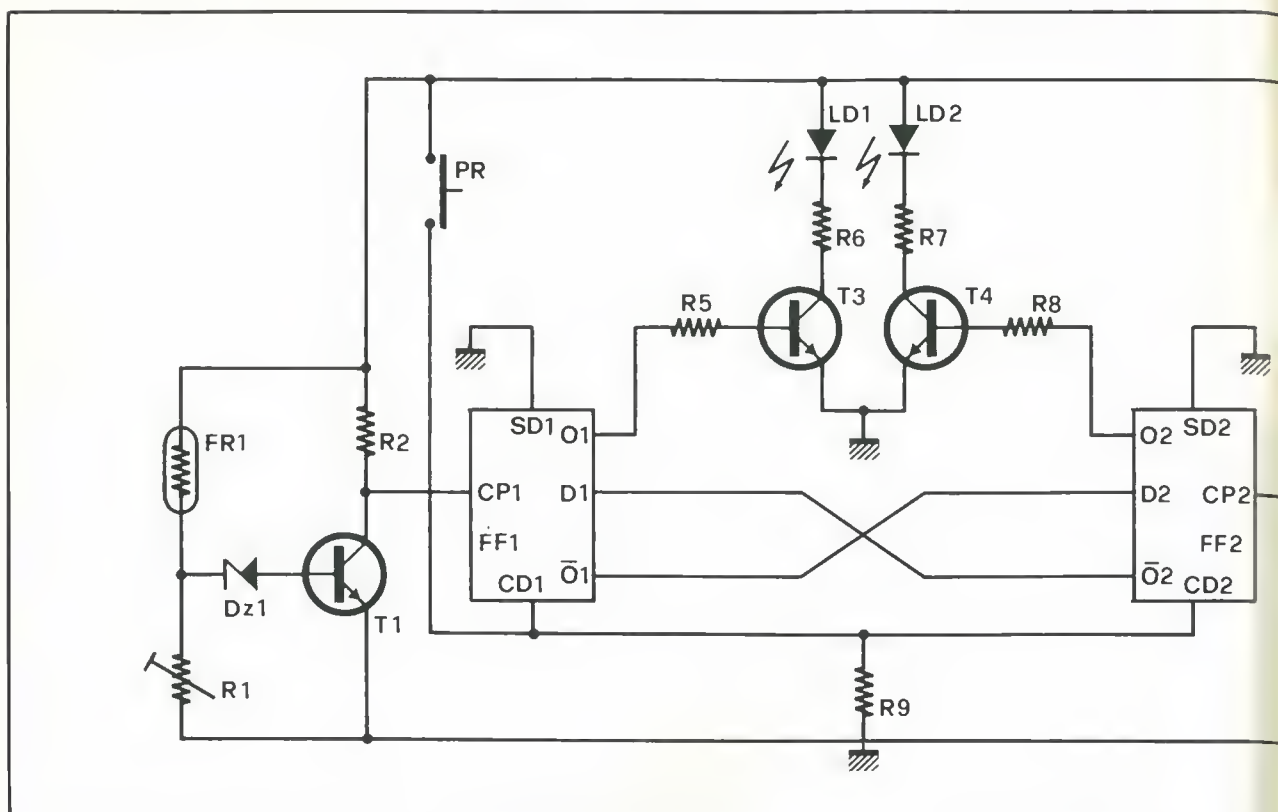 LD1 LD2
PR
R6 R7
T3 T4
R5 R8
FR1 R2
SD1 O1 O2 SD2
CP1 D1 D2 CP2
FF1 FF2
Ō1 Ō2
CD1 CD2
Dz1
T1
R1
R9